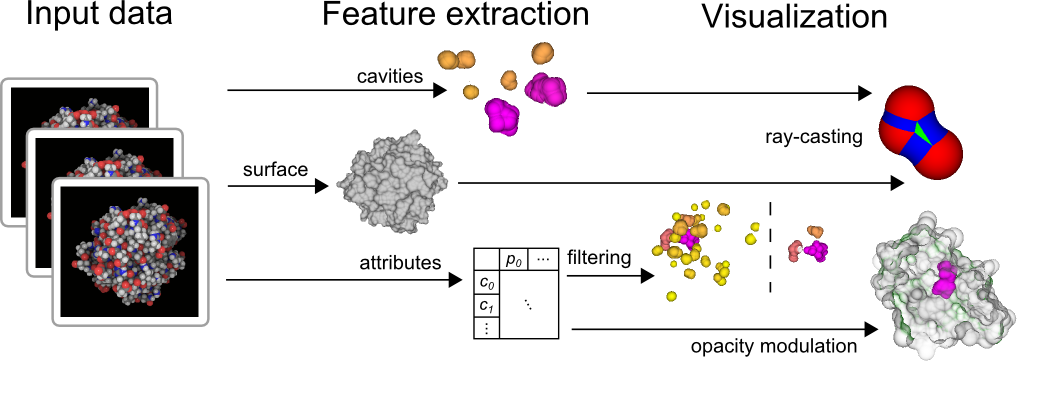 Input data
Feature extraction
Visualization
cavities
ray-casting
surface
attributes
filtering
p0 ...
c0
c1
⋱
⋮
opacity modulation